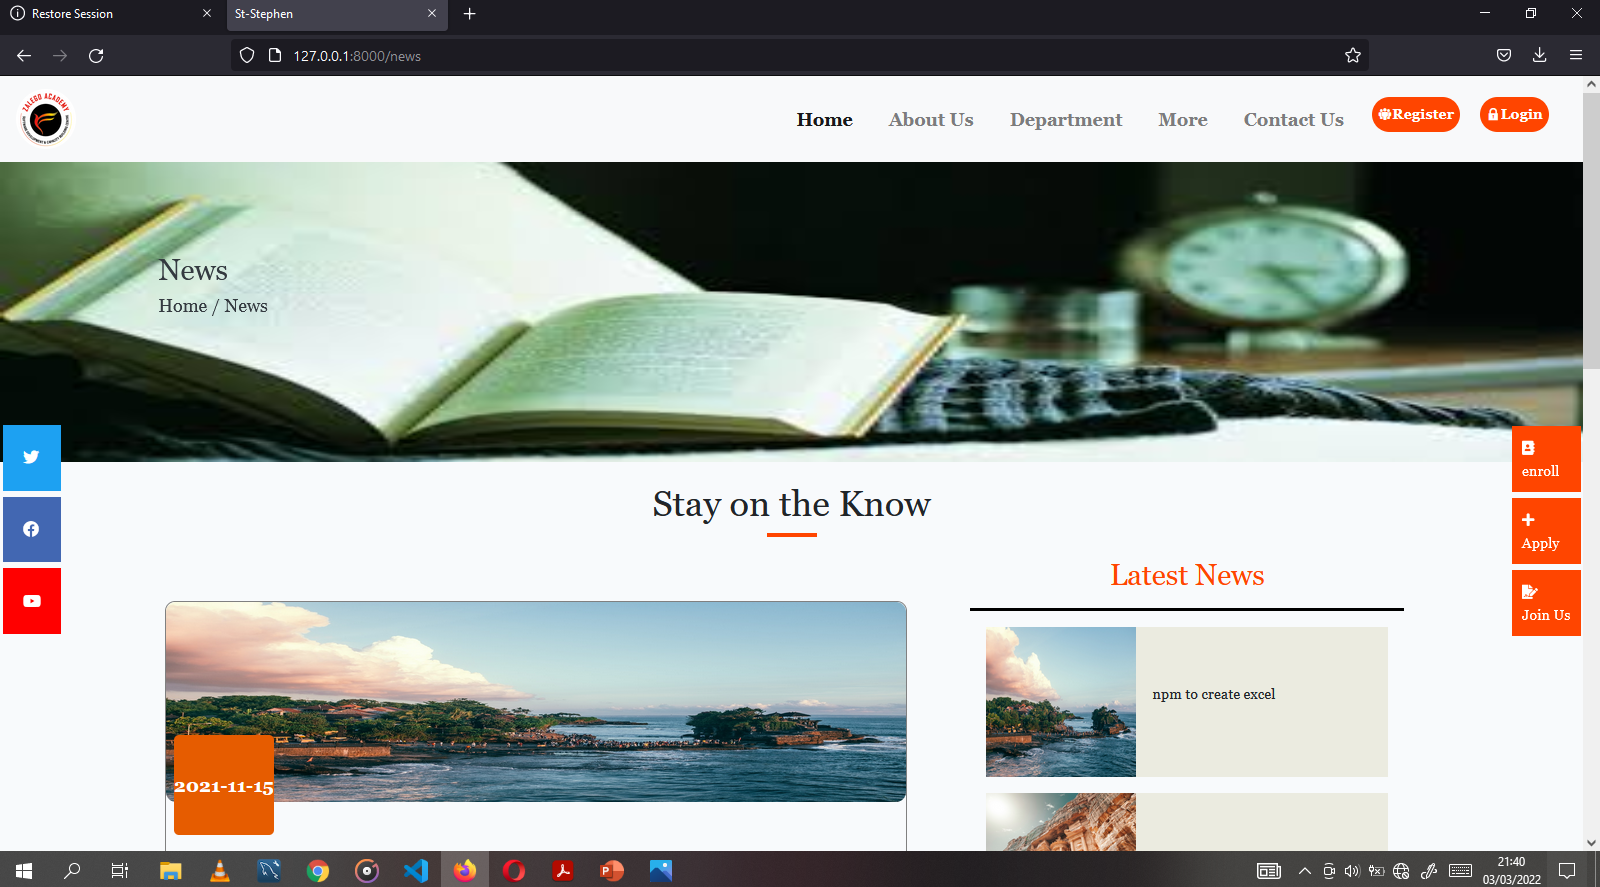 Restore Session
St-Stephen
127.0.0.1:8000/news
ZALEGO ACADEMY
Home
About Us
Department
More
Contact Us
Register
Login
News
Home / News
Stay on the Know
Latest News
enroll
Apply
Join Us
npm to create excel
2021-11-15
21:40
03/03/2022